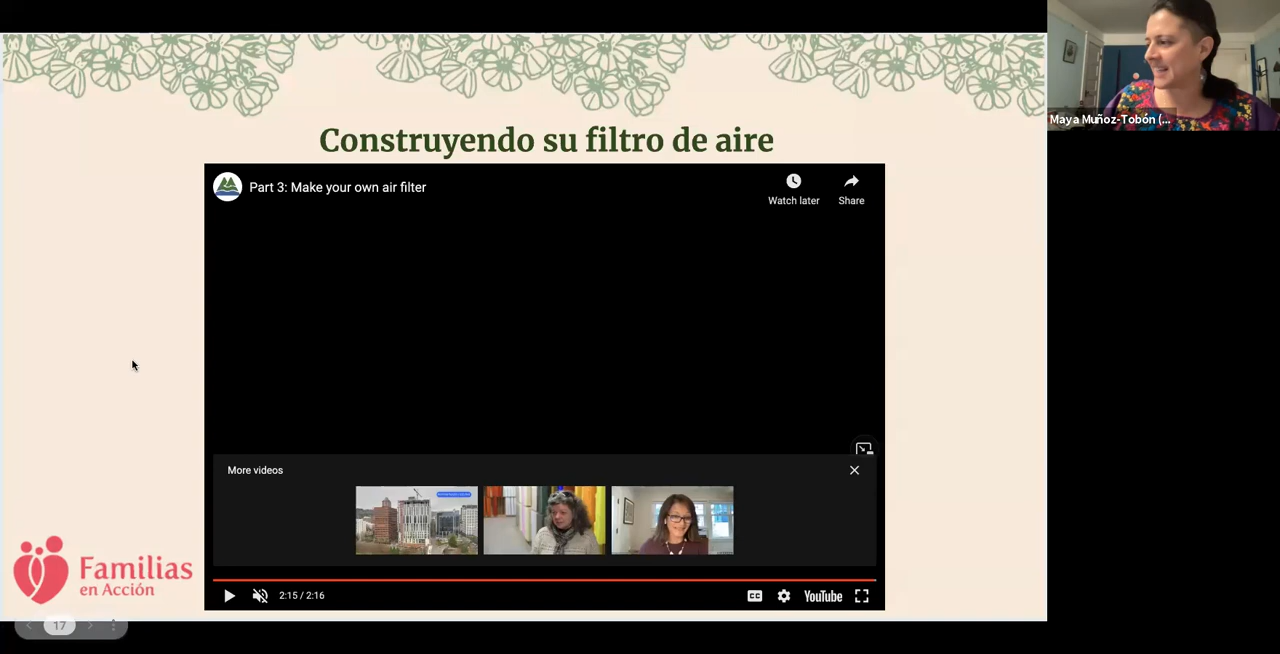 Maya Muñoz-Tobón (...
Construyendo su filtro de aire
Part 3: Make your own air filter
Watch later
Share
More videos
Familias
en Acción
2:15 / 2:16
CC
YouTube
17